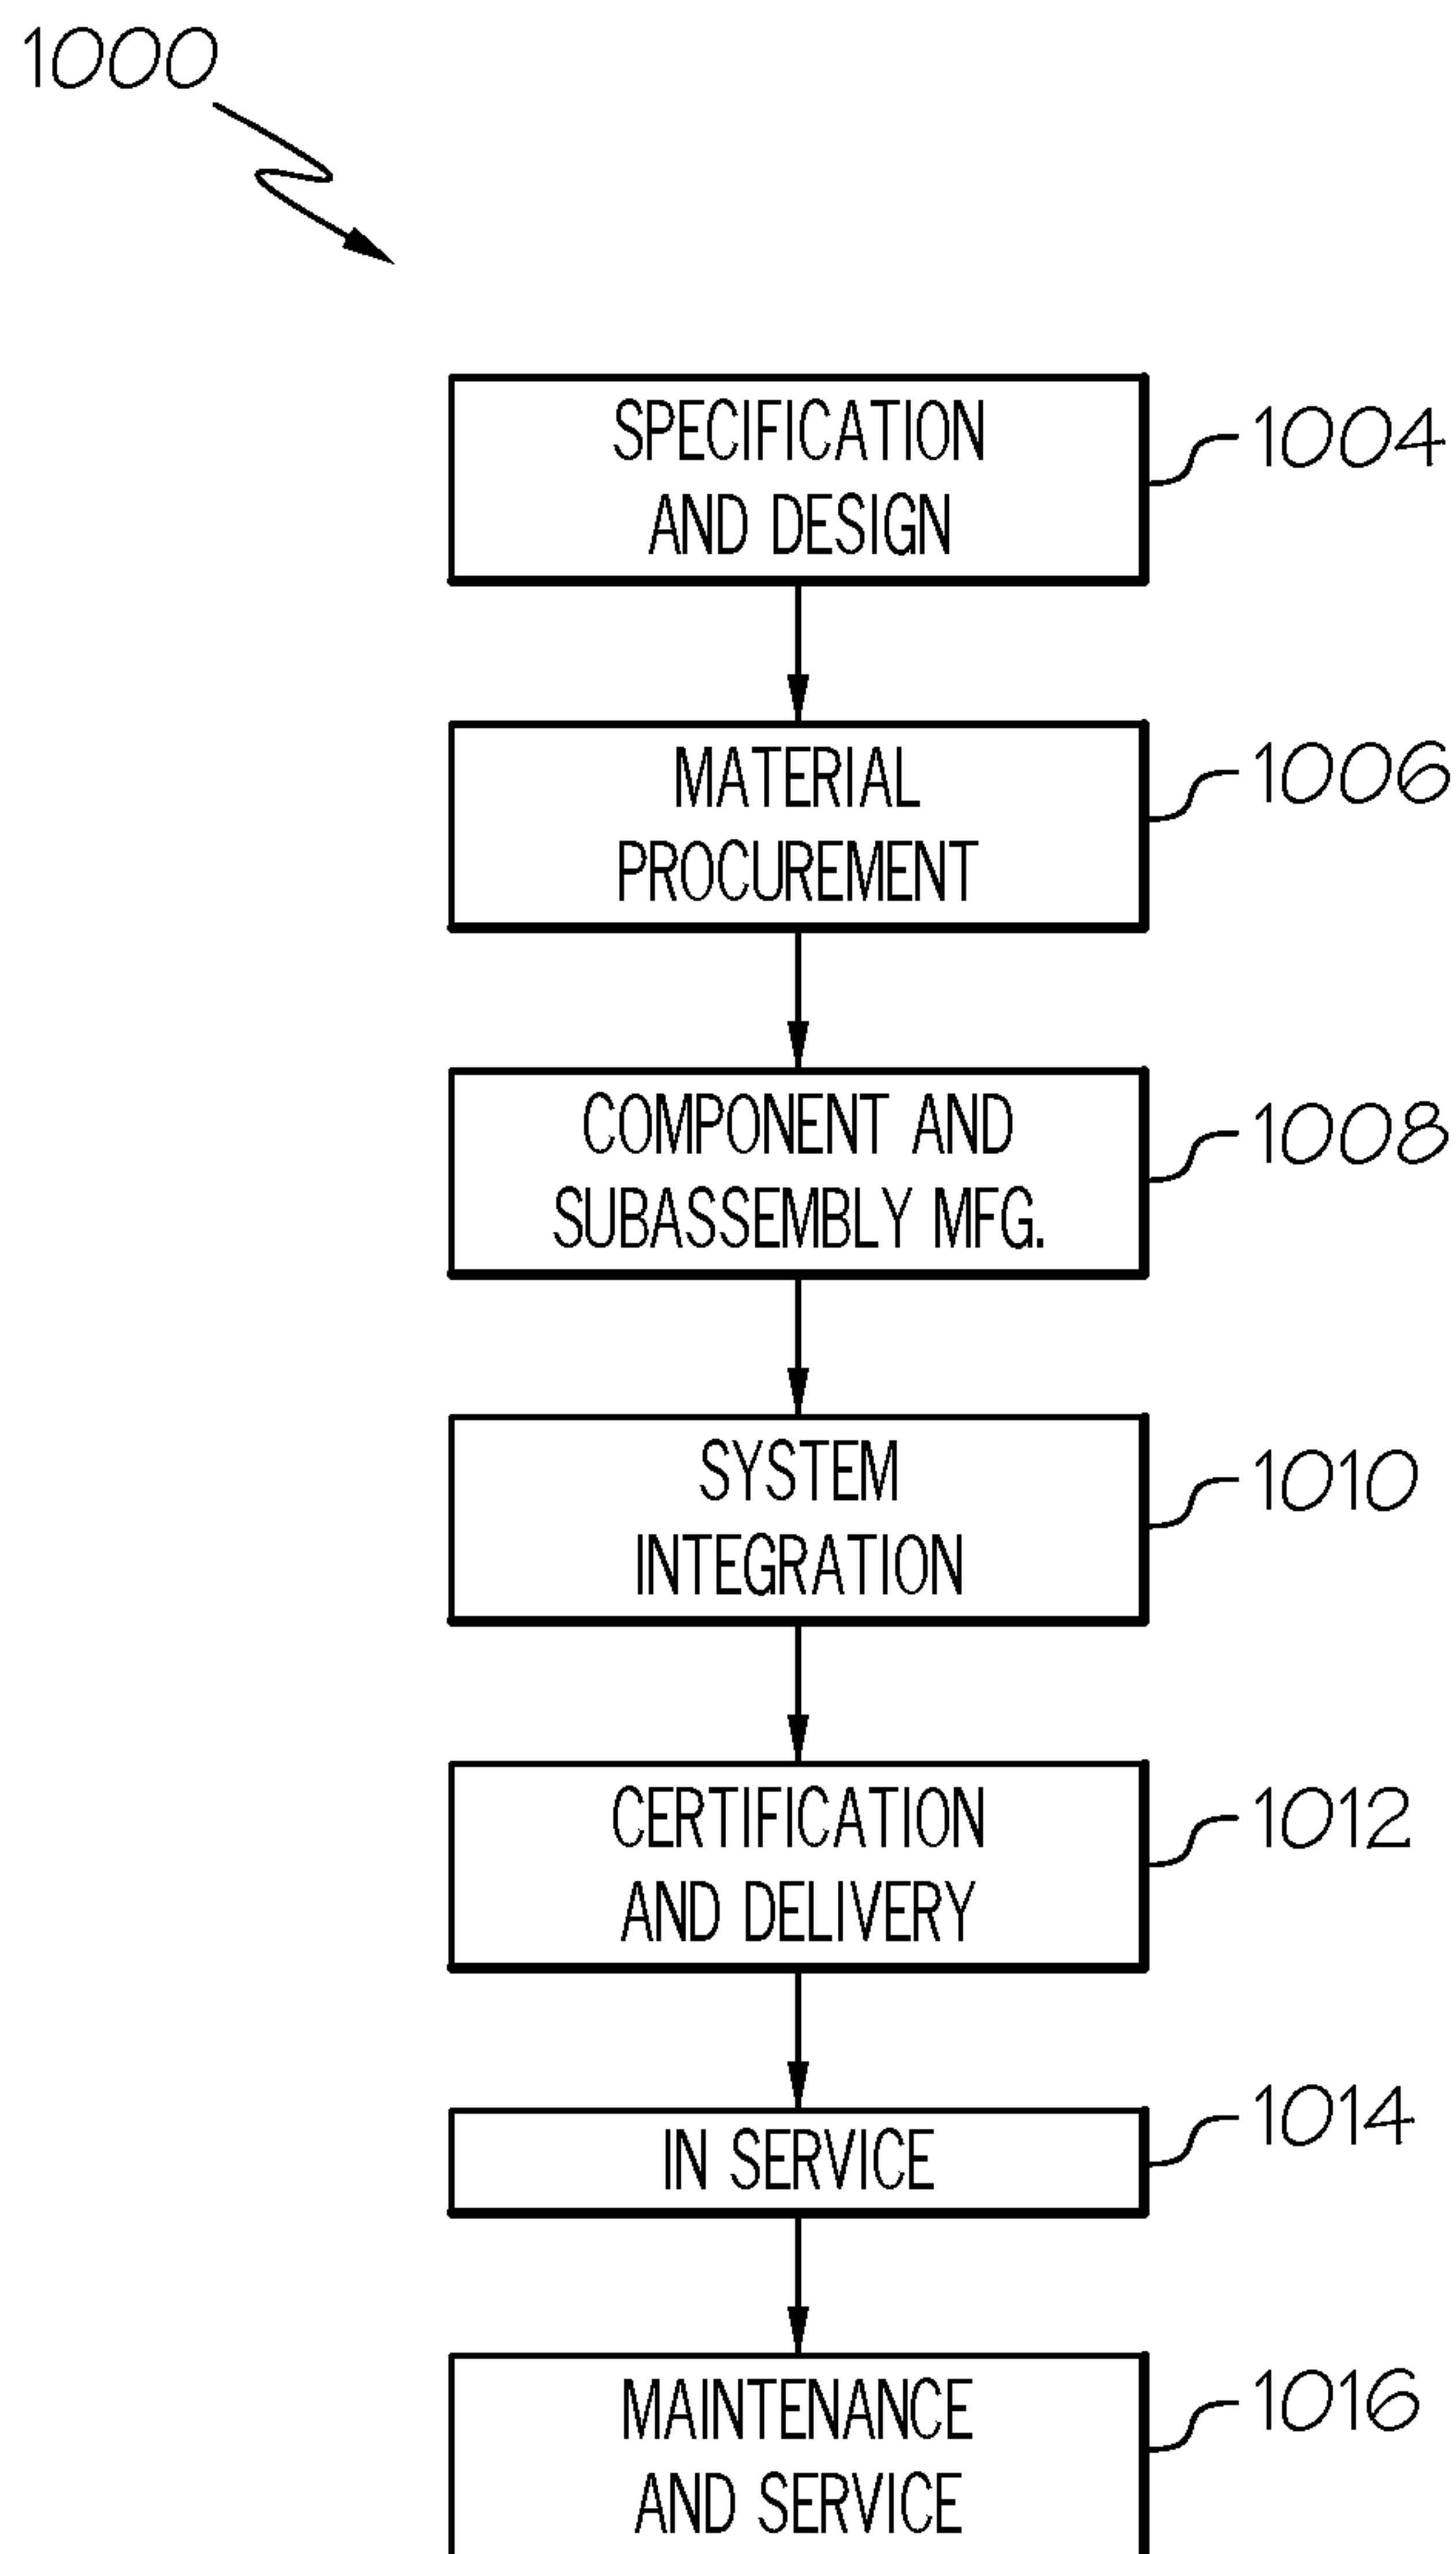 1000
SPECIFICATION
AND DESIGN
1004
MATERIAL
PROCUREMENT
1006
COMPONENT AND
SUBASSEMBLY MFG.
1008
SYSTEM
INTEGRATION
1010
CERTIFICATION
AND DELIVERY
1012
IN SERVICE
1014
MAINTENANCE
AND SERVICE
1016